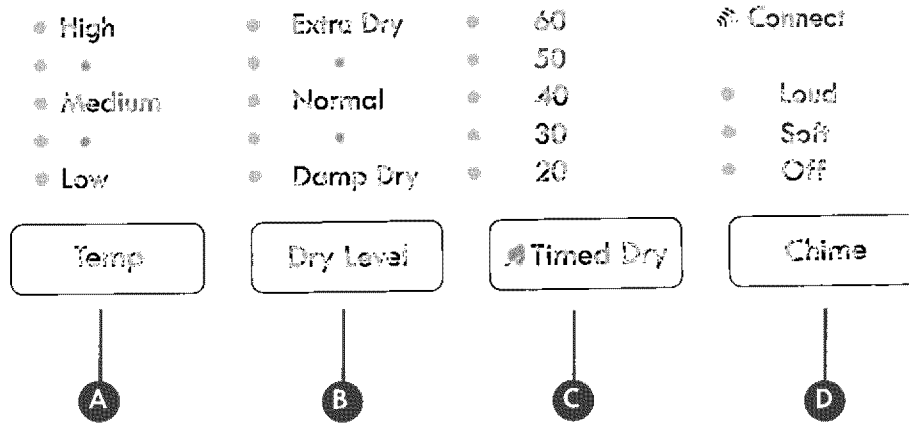 High
Medium
Low
Temp
A
Extra Dry
Normal
Damp Dry
Dry Level
B
60
50
40
30
20
Timed Dry
C
Connect
Loud
Soft
Off
Chime
D